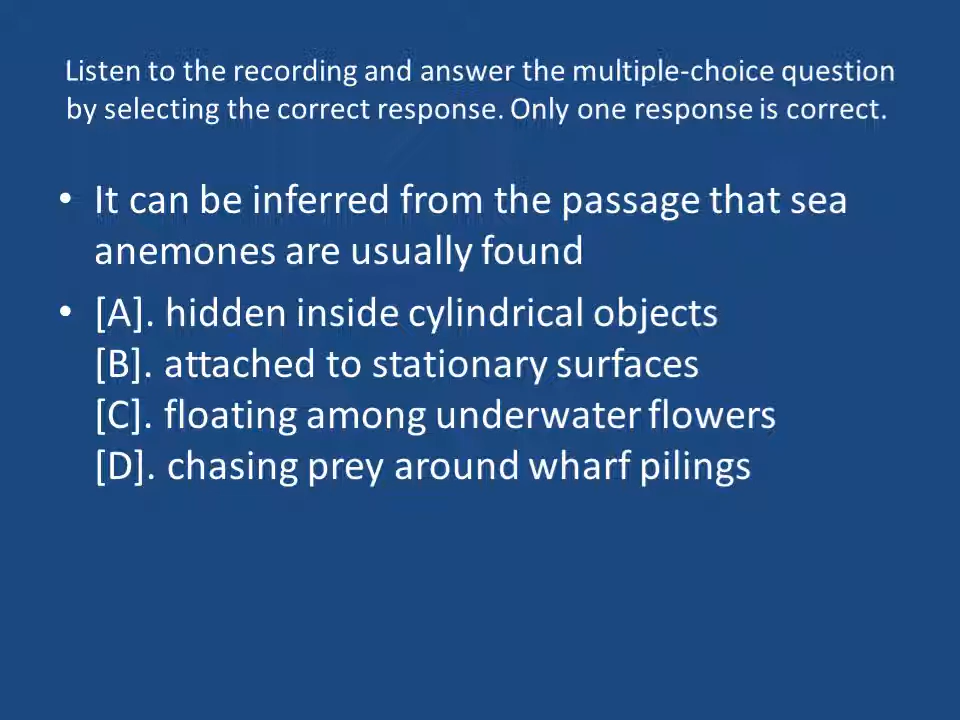 Listen to the recording and answer the multiple-choice question
by selecting the correct response. Only one response is correct.
• It can be inferred from the passage that sea
anemones are usually found
• [A]. hidden inside cylindrical objects
[B]. attached to stationary surfaces
[C]. floating among underwater flowers
[D]. chasing prey around wharf pilings